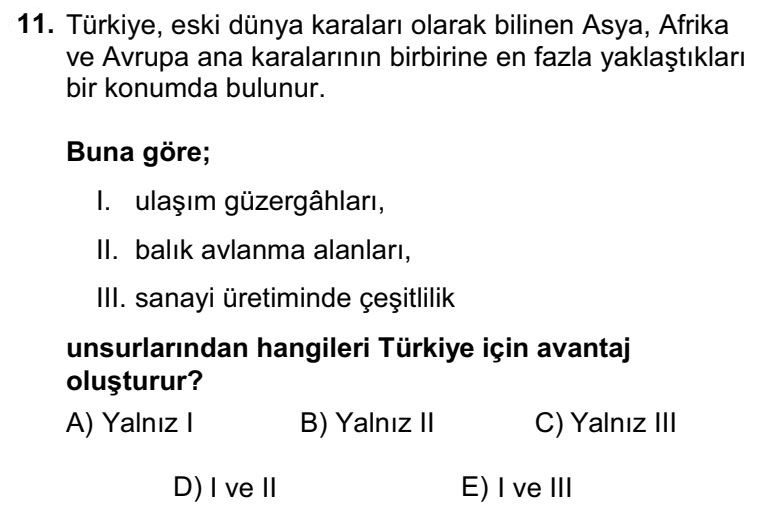 11. Türkiye, eski dünya karaları olarak bilinen Asya, Afrika
ve Avrupa ana karalarının birbirine en fazla yaklaştıkları
bir konumda bulunur.
Buna göre;
I. ulaşım güzergâhları,
II. balık avlanma alanları,
III. sanayi üretiminde çeşitlilik
unsurlarından hangileri Türkiye için avantaj
oluşturur?
A) Yalnız I B) Yalnız II C) Yalnız III
D) I ve II E) I ve III